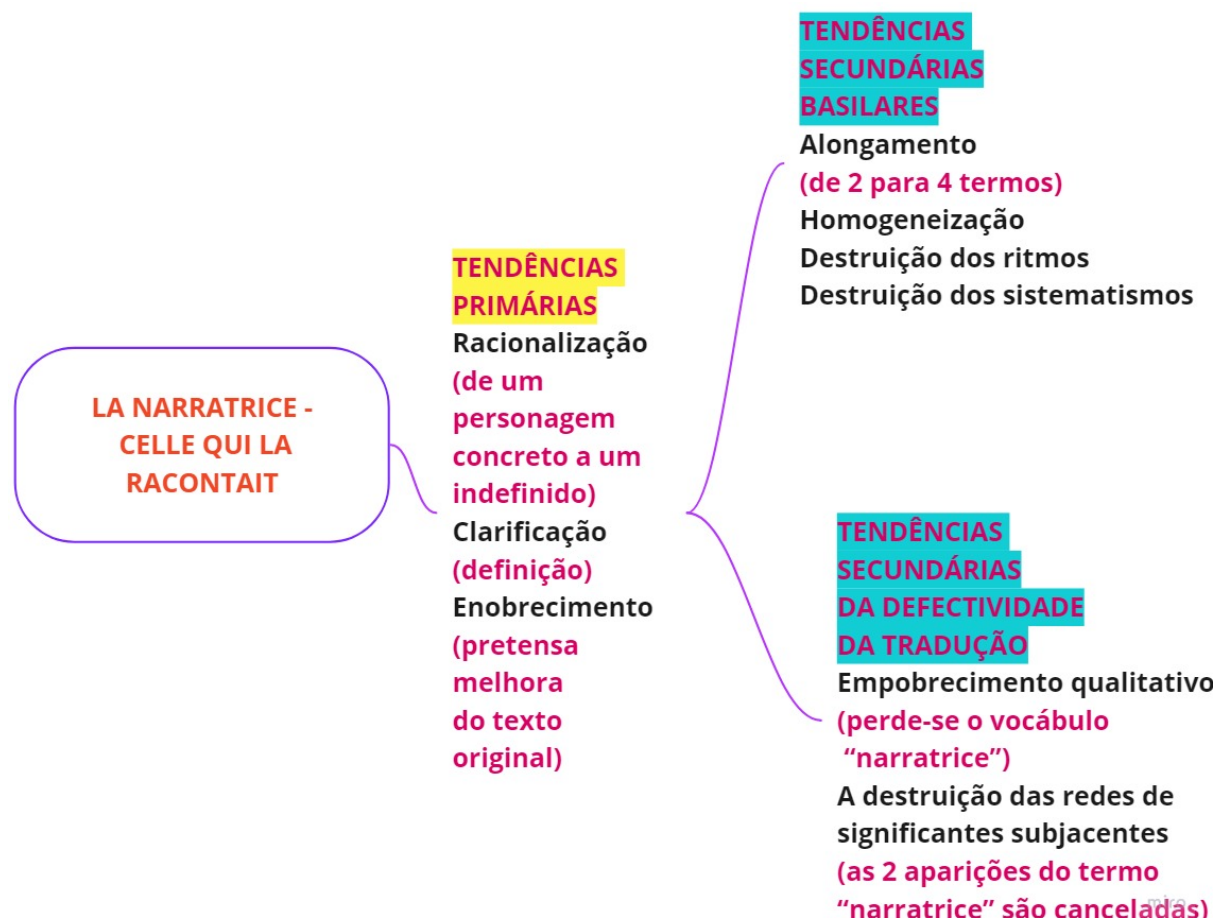 LA NARRATRICE -
CELLE QUI LA
RACONTAIT
TENDÊNCIAS
PRIMÁRIAS
Racionalização
(de um
personagem
concreto a um
indefinido)
Clarificação
(definição)
Enobrecimento
(pretensa
melhora
do texto
original)
TENDÊNCIAS
SECUNDÁRIAS
BASILARES
Alongamento
(de 2 para 4 termos)
Homogeneização
Destruição dos ritmos
Destruição dos sistematismos
TENDÊNCIAS
SECUNDÁRIAS
DA DEFECTIVIDADE
DA TRADUÇÃO
Empobrecimento qualitativo
(perde-se o vocábulo
“narratrice”)
A destruição das redes de
significantes subjacentes
(as 2 aparições do termo
“narratrice” são canceladas)
miro